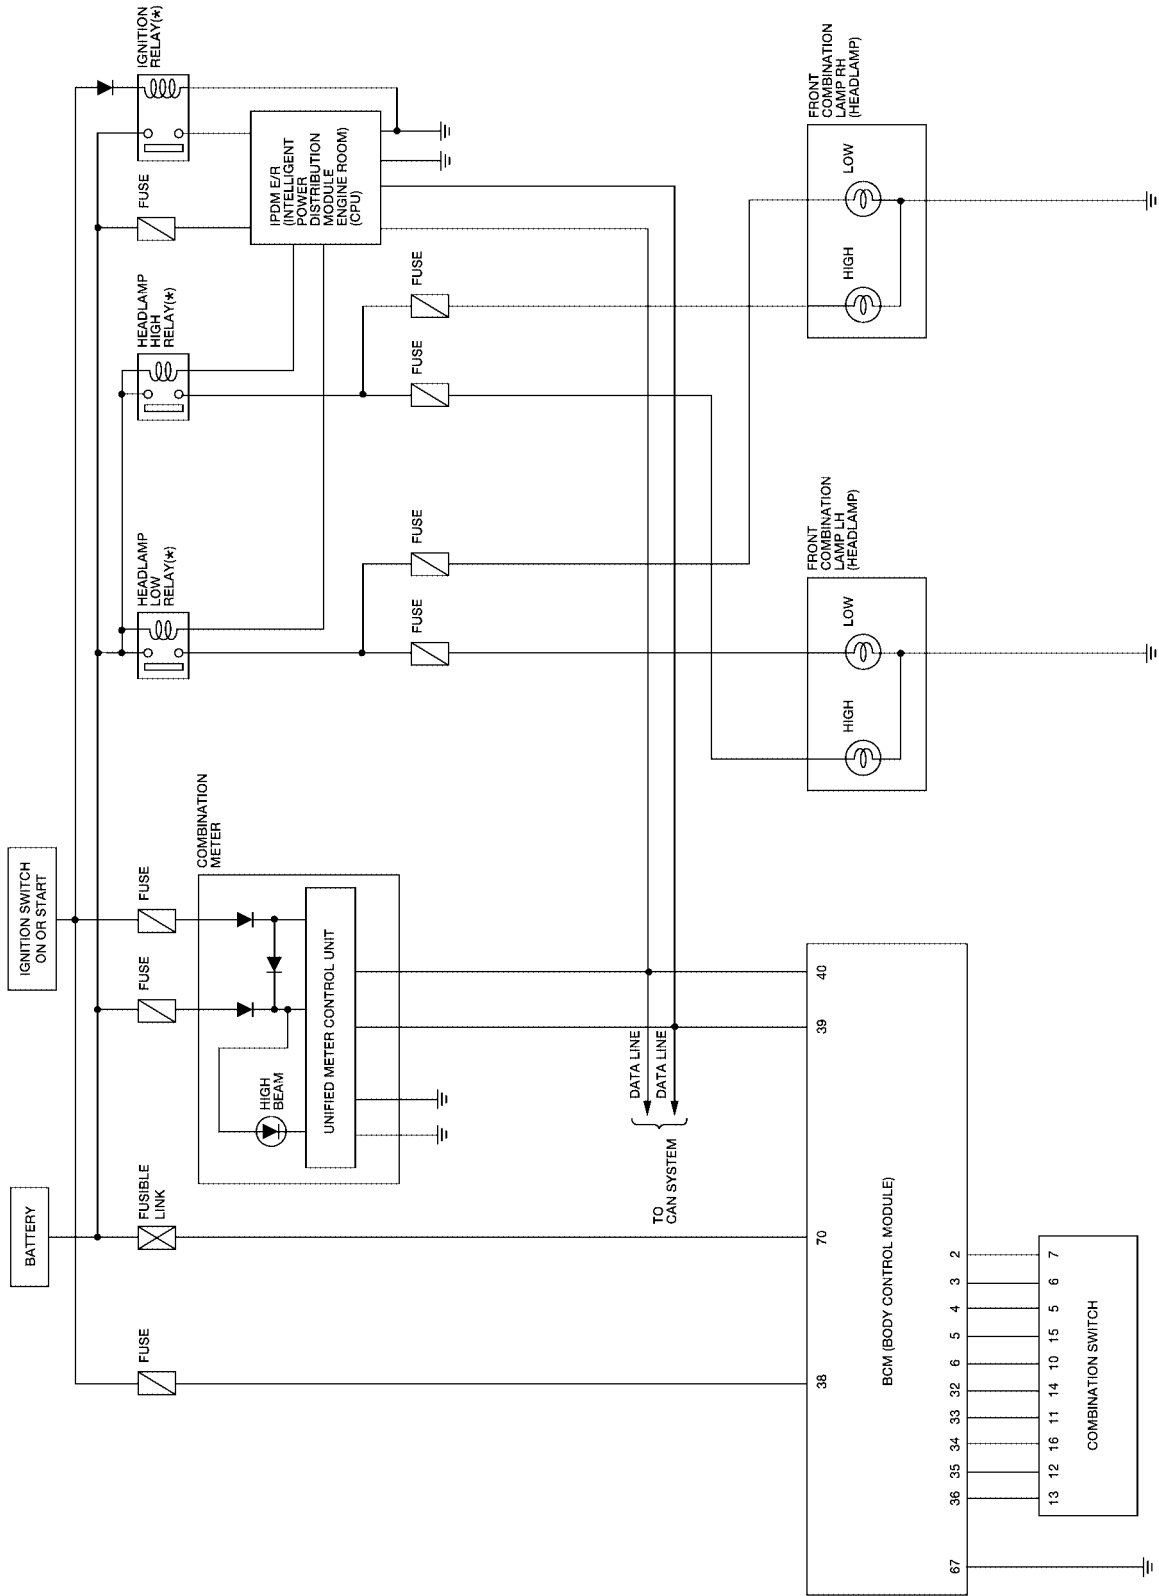 BATTERY
IGNITION SWITCH
ON OR START
FUSE
FUSIBLE
LINK
FUSE
FUSE
HEADLAMP
LOW
RELAY(*)
HEADLAMP
HIGH
RELAY(*)
FUSE
IGNITION
RELAY(*)
COMBINATION
METER
HIGH
BEAM
UNIFIED METER CONTROL UNIT
IPDM E/R
(INTELLIGENT
POWER
DISTRIBUTION
MODULE
ENGINE ROOM)
(CPU)
FUSE
FUSE
FUSE
FUSE
DATA LINE
DATA LINE
TO
CAN SYSTEM
38
70
39
40
BCM (BODY CONTROL MODULE)
67
36
35
34
33
32
6
5
4
3
2
13
12
16
11
14
10
15
5
6
7
COMBINATION SWITCH
FRONT
COMBINATION
LAMP LH
(HEADLAMP)
HIGH
LOW
FRONT
COMBINATION
LAMP RH
(HEADLAMP)
HIGH
LOW